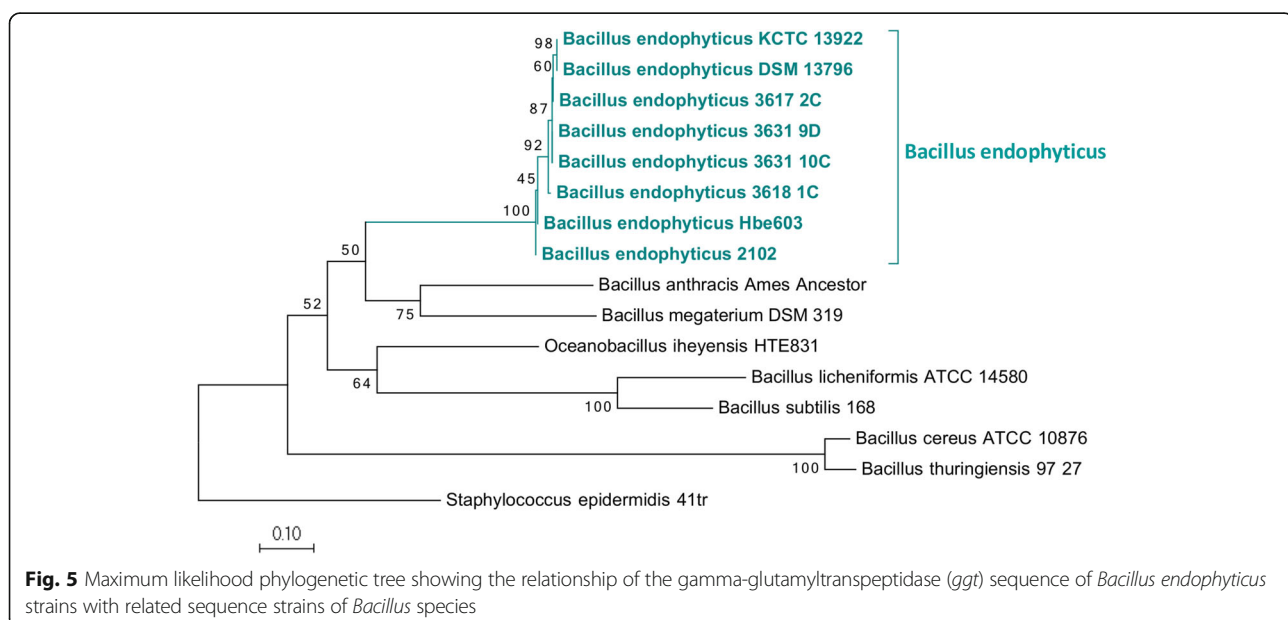 98
Bacillus endophyticus KCTC 13922
60
Bacillus endophyticus DSM 13796
Bacillus endophyticus 3617 2C
87
Bacillus endophyticus 3631 9D
92
Bacillus endophyticus
Bacillus endophyticus 3631 10C
45
Bacillus endophyticus 3618 1C
100
Bacillus endophyticus Hbe603
50
Bacillus endophyticus 2102
Bacillus anthracis Ames Ancestor
52
75
Bacillus megaterium DSM 319
Oceanobacillus iheyensis HTE831
64
Bacillus licheniformis ATCC 14580
100
Bacillus subtilis 168
Bacillus cereus ATCC 10876
100
Bacillus thuringiensis 97 27
Staphylococcus epidermidis 41tr
0.10
Fig. 5 Maximum likelihood phylogenetic tree showing the relationship of the gamma-glutamyltranspeptidase (ggt) sequence of Bacillus endophyticus
strains with related sequence strains of Bacillus species